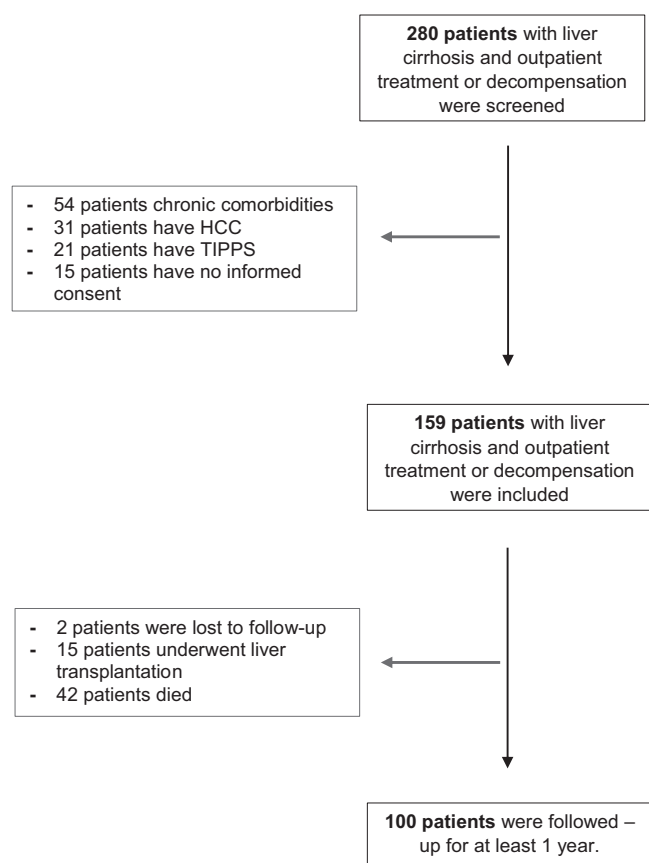 280 patients with liver
cirrhosis and outpatient
treatment or decompensation
were screened
- 54 patients chronic comorbidities
- 31 patients have HCC
- 21 patients have TIPPS
- 15 patients have no informed
consent
159 patients with liver
cirrhosis and outpatient
treatment or decompensation
were included
- 2 patients were lost to follow-up
- 15 patients underwent liver
transplantation
- 42 patients died
100 patients were followed –
up for at least 1 year.